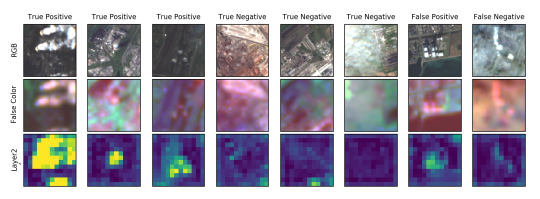 True Positive True Positive True Positive True Negative True Negative True Negative False Positive False Negative
RGB
False Color
Layer2